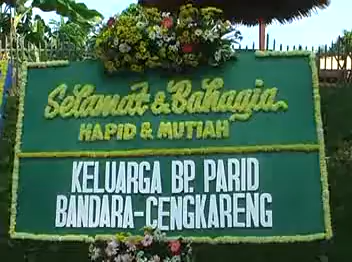 Selamat & Bahagia
HAPID & MUTIAH
KELUARGA BP. PARID
BANDARA-CENGKARENG